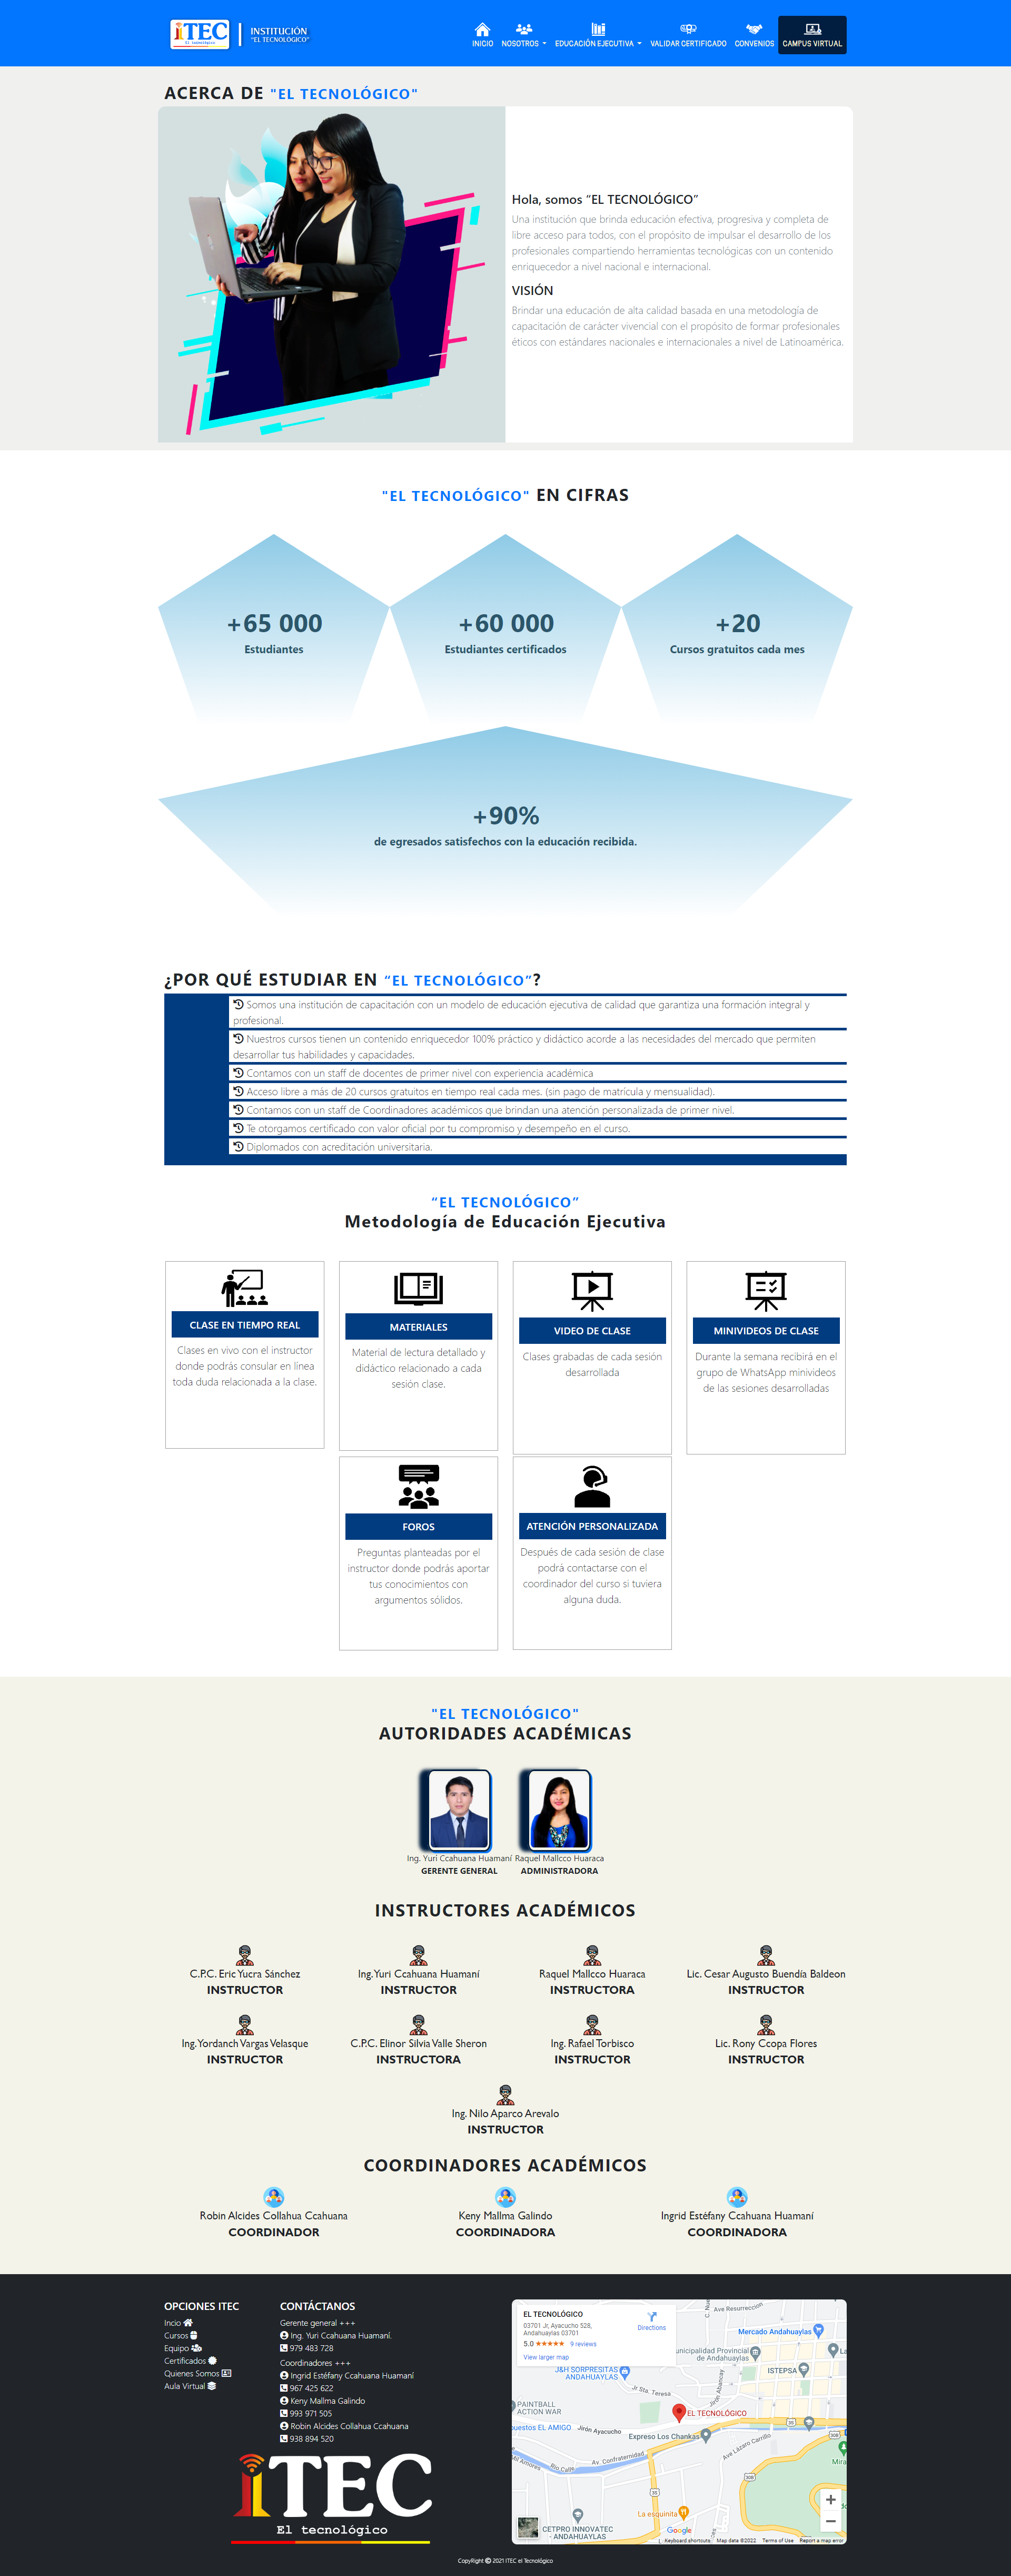 iTEC
El tecnológico
INSTITUCIÓN
"EL TECNOLÓGICO"
INICIO
NOSOTROS
EDUCACIÓN EJECUTIVA
VALIDAR CERTIFICADO
CONVENIOS
CAMPUS VIRTUAL
ACERCA DE "EL TECNOLÓGICO"
Hola, somos “EL TECNOLÓGICO”
Una institución que brinda educación efectiva, progresiva y completa de
libre acceso para todos, con el propósito de impulsar el desarrollo de los
profesionales compartiendo herramientas tecnológicas con un contenido
enriquecedor a nivel nacional e internacional.
VISIÓN
Brindar una educación de alta calidad basada en una metodología de
capacitación de carácter vivencial con el propósito de formar profesionales
éticos con estándares nacionales e internacionales a nivel de Latinoamérica.
"EL TECNOLÓGICO" EN CIFRAS
+65 000
Estudiantes
+60 000
Estudiantes certificados
+20
Cursos gratuitos cada mes
+90%
de egresados satisfechos con la educación recibida.
¿POR QUÉ ESTUDIAR EN “EL TECNOLÓGICO”?
Somos una institución de capacitación con un modelo de educación ejecutiva de calidad que garantiza una formación integral y
profesional.
Nuestros cursos tienen un contenido enriquecedor 100% práctico y didáctico acorde a las necesidades del mercado que permiten
desarrollar tus habilidades y capacidades.
Contamos con un staff de docentes de primer nivel con experiencia académica
Acceso libre a más de 20 cursos gratuitos en tiempo real cada mes. (sin pago de matrícula y mensualidad).
Contamos con un staff de Coordinadores académicos que brindan una atención personalizada de primer nivel.
Te otorgamos certificado con valor oficial por tu compromiso y desempeño en el curso.
Diplomados con acreditación universitaria.
“EL TECNOLÓGICO”
Metodología de Educación Ejecutiva
CLASE EN TIEMPO REAL
Clases en vivo con el instructor
donde podrás consular en línea
toda duda relacionada a la clase.
MATERIALES
Material de lectura detallado y
didáctico relacionado a cada
sesión clase.
VIDEO DE CLASE
Clases grabadas de cada sesión
desarrollada
MINIVIDEOS DE CLASE
Durante la semana recibirá en el
grupo de WhatsApp minivideos
de las sesiones desarrolladas
FOROS
Preguntas planteadas por el
instructor donde podrás aportar
tus conocimientos con
argumentos sólidos.
ATENCIÓN PERSONALIZADA
Después de cada sesión de clase
podrá contactarse con el
coordinador del curso si tuviera
alguna duda.
"EL TECNOLÓGICO"
AUTORIDADES ACADÉMICAS
Ing. Yuri Ccahuana Huamaní
GERENTE GENERAL
Raquel Mallcco Huaraca
ADMINISTRADORA
INSTRUCTORES ACADÉMICOS
C.P.C. Eric Yucra Sánchez
INSTRUCTOR
Ing. Yuri Ccahuana Huamaní
INSTRUCTOR
Raquel Mallcco Huaraca
INSTRUCTORA
Lic. Cesar Augusto Buendía Baldeon
INSTRUCTOR
Ing. Yordanch Vargas Velasque
INSTRUCTOR
C.P.C. Elinor Silvia Valle Sheron
INSTRUCTORA
Ing. Rafael Torbisco
INSTRUCTOR
Lic. Rony Ccopa Flores
INSTRUCTOR
Ing. Nilo Aparco Arevalo
INSTRUCTOR
COORDINADORES ACADÉMICOS
Robin Alcides Collahua Ccahuana
COORDINADOR
Keny Mallma Galindo
COORDINADORA
Ingrid Estéfany Ccahuana Huamaní
COORDINADORA
OPCIONES ITEC
Incio
Cursos
Equipo
Certificados
Quienes Somos
Aula Virtual
CONTÁCTANOS
Gerente general +++
Ing. Yuri Ccahuana Huamaní.
979 483 728
Coordinadores +++
Ingrid Estéfany Ccahuana Huamaní
967 425 622
Keny Mallma Galindo
993 971 505
Robin Alcides Collahua Ccahuana
938 894 520
iTEC
El tecnológico
EL TECNOLÓGICO
03701 Jr, Ayacucho 528,
Andahuaylas 03701
5.0 ★★★★★ 9 reviews
View larger map
Directions
Ave Resurreccion
Mercado Andahuaylas
unicipalidad Provincial
de Andahuaylas
ISTEPSA
J&H SORPRESITAS
ANDAHUAYLAS
Jr Sta. Teresa
Jirón Abancay
PAINTBALL
ACTION WAR
EL TECNOLÓGICO
puestos EL AMIGO
Jirón Ayacucho
Expreso Los Chankas
Av. Confraternidad
Ave Lázaro Carrillo
Mira
La esquinita
CETPRO INNOVATEC
- ANDAHUAYLAS
Google
Keyboard shortcuts
Map data ©2022
Terms of Use
Report a map error
CopyRight © 2021 ITEC el Tecnológico